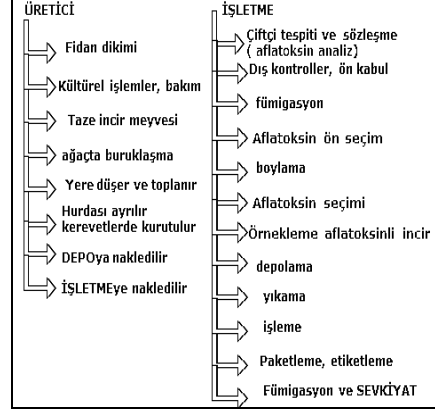 ÜRETİCİ
Fidan dikimi
Kültürel işlemler, bakım
Taze incir meyvesi
ağaçta buruklaşma
Yere düşer ve toplanır
Hurdası ayrılır
kerevetlerde kurutulur
DEPOya nakledilir
İŞLETMEye nakledilir
İŞLETME
Çiftçi tespiti ve sözleşme
( aflatoksin analiz)
Dış kontroller, ön kabul
fümigasyon
Aflatoksin ön seçim
boylama
Aflatoksin seçimi
Örnekleme aflatoksinli incir
depolama
yıkama
işleme
Paketleme, etiketleme
Fümigasyon ve SEVKİYAT